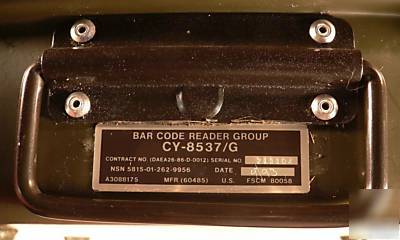 BAR CODE READER GROUP
CY-8537/G
CONTRACT NO. (DAEA26-86-D-0012) SERIAL NO
NSN 5815-01-262-9956 DATE
A3088175 MFR (60485) U.S. FSCM 80058